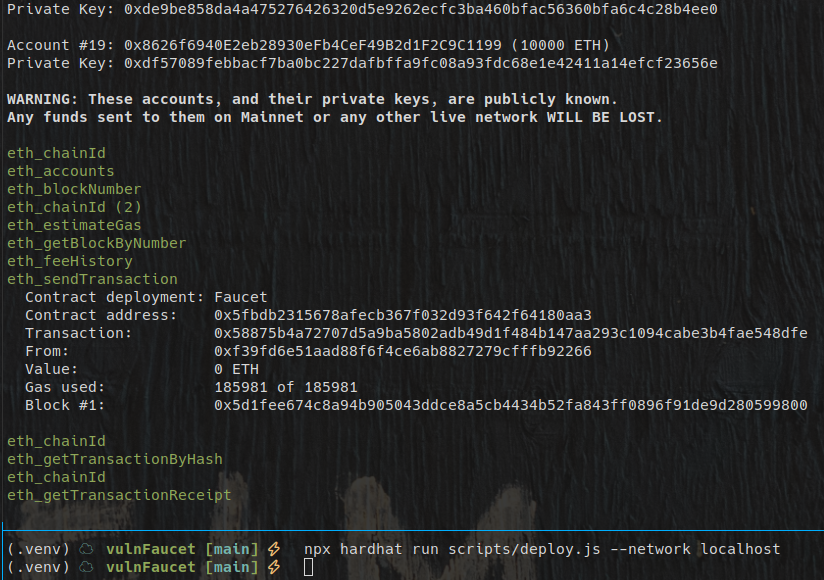 Private Key: 0xde9be858da4a475276426320d5e9262ecfc3ba460bfac56360bfa6c4c28b4ee0
Account #19: 0x8626f6940E2eb28930eFb4CeF49B2d1F2C9C1199 (10000 ETH)
Private Key: 0xdf57089febbacf7ba0bc227dafbffa9fc08a93fdc68e1e42411a14efcf23656e
WARNING: These accounts, and their private keys, are publicly known.
Any funds sent to them on Mainnet or any other live network WILL BE LOST.
eth_chainId
eth_accounts
eth_blockNumber
eth_chainId (2)
eth_estimateGas
eth_getBlockByNumber
eth_feeHistory
eth_sendTransaction
Contract deployment: Faucet
Contract address: 0x5fbdb2315678afecb367f032d93f642f64180aa3
Transaction: 0x58875b4a72707d5a9ba5802adb49d1f484b147aa293c1094cabe3b4fae548dfe
From: 0xf39fd6e51aad88f6f4ce6ab8827279cfffb92266
Value: 0 ETH
Gas used: 185981 of 185981
Block #1: 0x5d1fee674c8a94b905043ddce8a5cb4434b52fa843ff0896f91de9d280599800
eth_chainId
eth_getTransactionByHash
eth_chainId
eth_getTransactionReceipt
(.venv) vulnFaucet [main] npx hardhat run scripts/deploy.js --network localhost
(.venv) vulnFaucet [main]